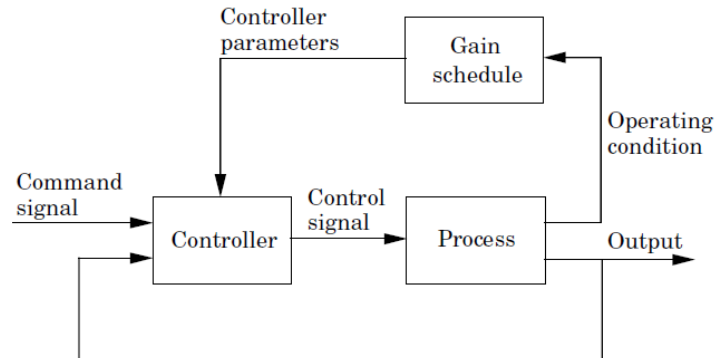 Controller
parameters
Gain
schedule
Operating
condition
Command
signal
Controller
Control
signal
Process
Output